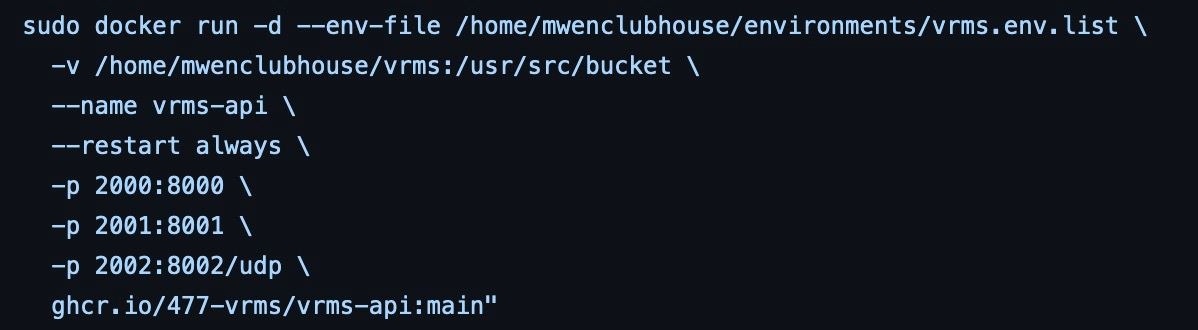 sudo docker run -d --env-file /home/mwenclubhouse/environments/vrms.env.list \
-v /home/mwenclubhouse/vrms:/usr/src/bucket \
--name vrms-api \
--restart always \
-p 2000:8000 \
-p 2001:8001 \
-p 2002:8002/udp \
ghcr.io/477-vrms/vrms-api:main"